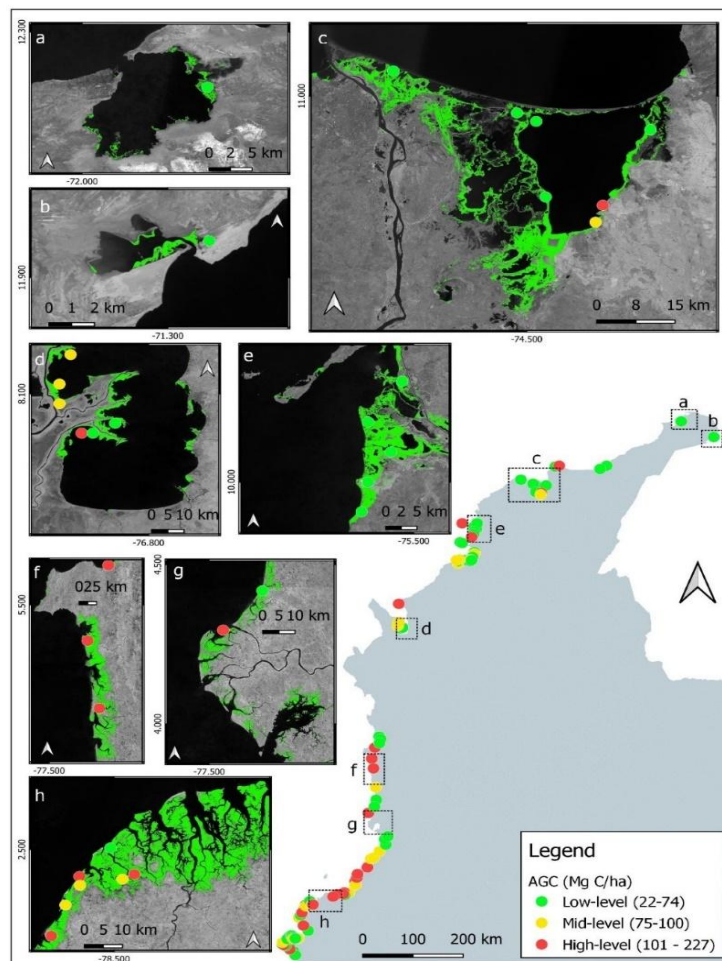 a
12.300
0 2 5 km
-72.000
b
11.900
0 1 2 km
-71.300
c
11.000
0 8 15 km
-74.500
d
8.100
0 5 10 km
-76.800
e
10.000
0 2 5 km
-75.500
f
025 km
5.500
-77.500
g
4.500
0 5 10 km
4.000
-77.500
h
2.500
0 5 10 km
-78.500
a
b
c
e
d
f
g
h
0 100 200 km
Legend
AGC (Mg C/ha)
Low-level (22-74)
Mid-level (75-100)
High-level (101 - 227)